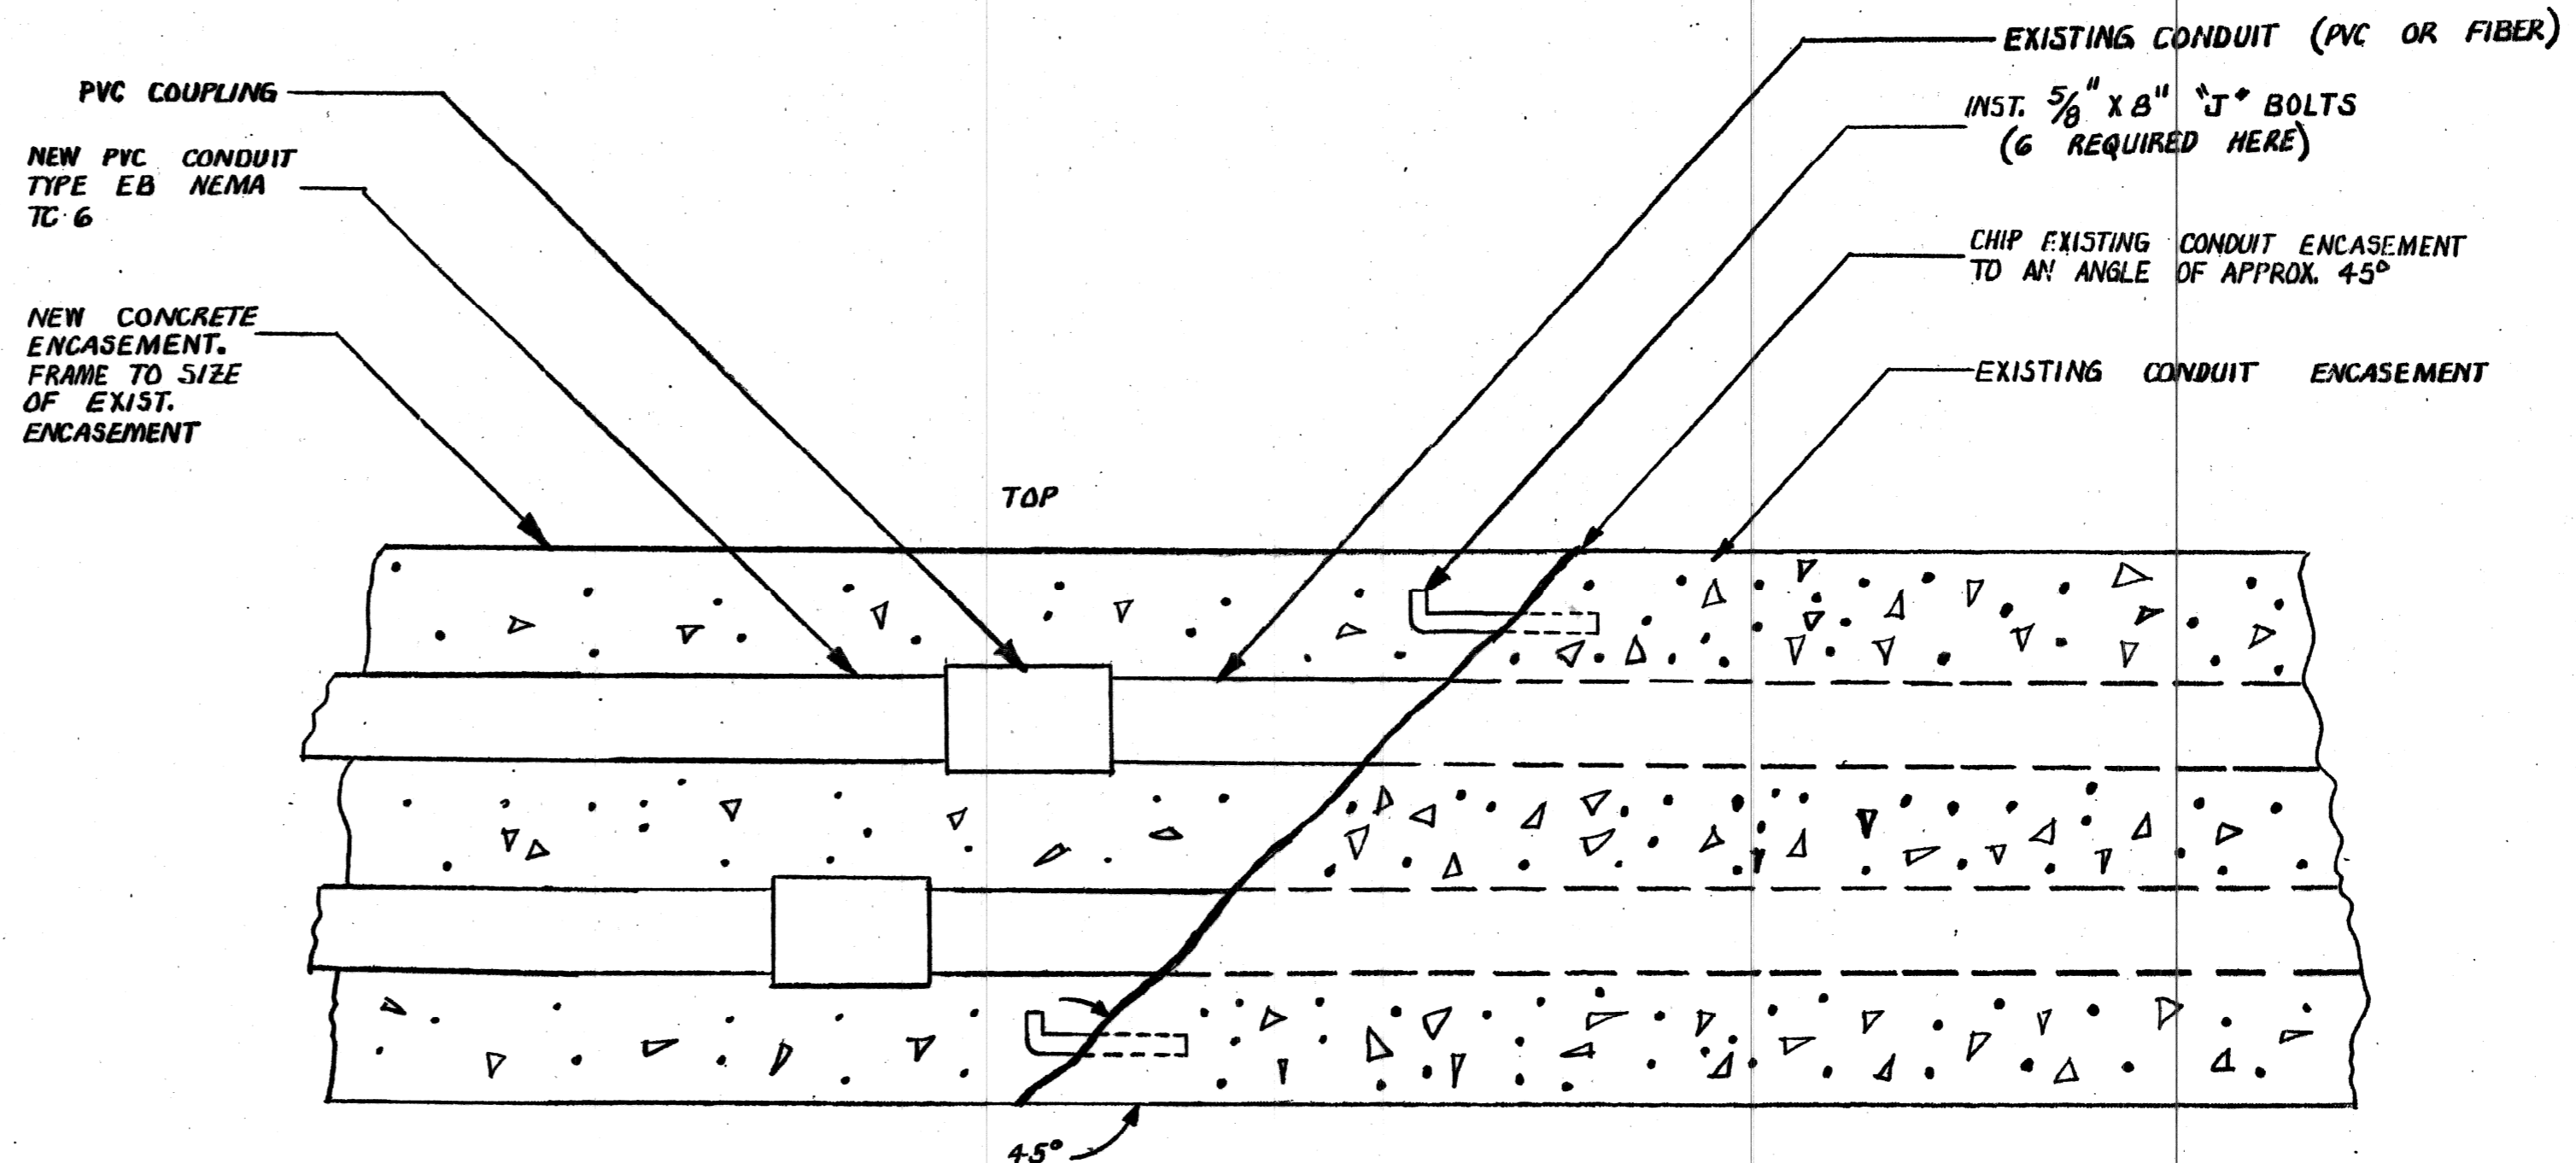 PVC COUPLING
NEW PVC CONDUIT
TYPE EB NEMA
TC·6
NEW CONCRETE
ENCASEMENT.
FRAME TO SIZE
OF EXIST.
ENCASEMENT
TOP
EXISTING CONDUIT (PVC OR FIBER)
INST. 5/8" X 8" "J" BOLTS
(6 REQUIRED HERE)
CHIP EXISTING CONDUIT ENCASEMENT
TO AN ANGLE OF APPROX. 45°
EXISTING CONDUIT ENCASEMENT
45°